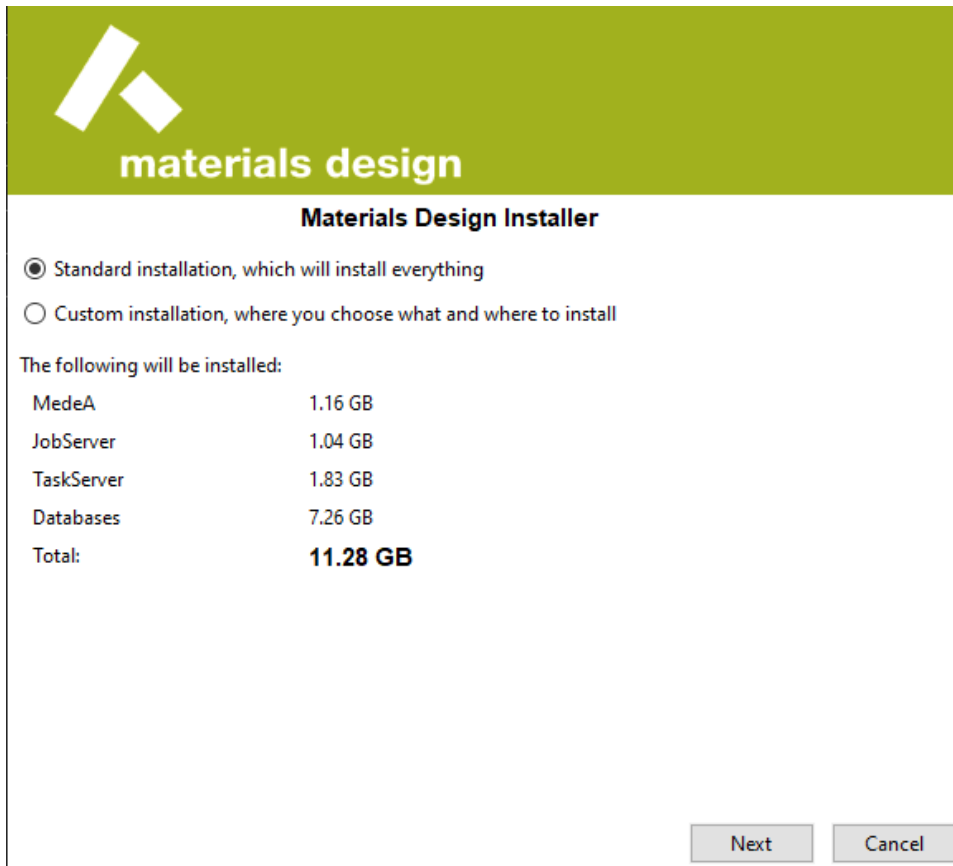 materials design
Materials Design Installer
Standard installation, which will install everything
Custom installation, where you choose what and where to install
The following will be installed:
MedeA 1.16 GB
JobServer 1.04 GB
TaskServer 1.83 GB
Databases 7.26 GB
Total: 11.28 GB
Next Cancel